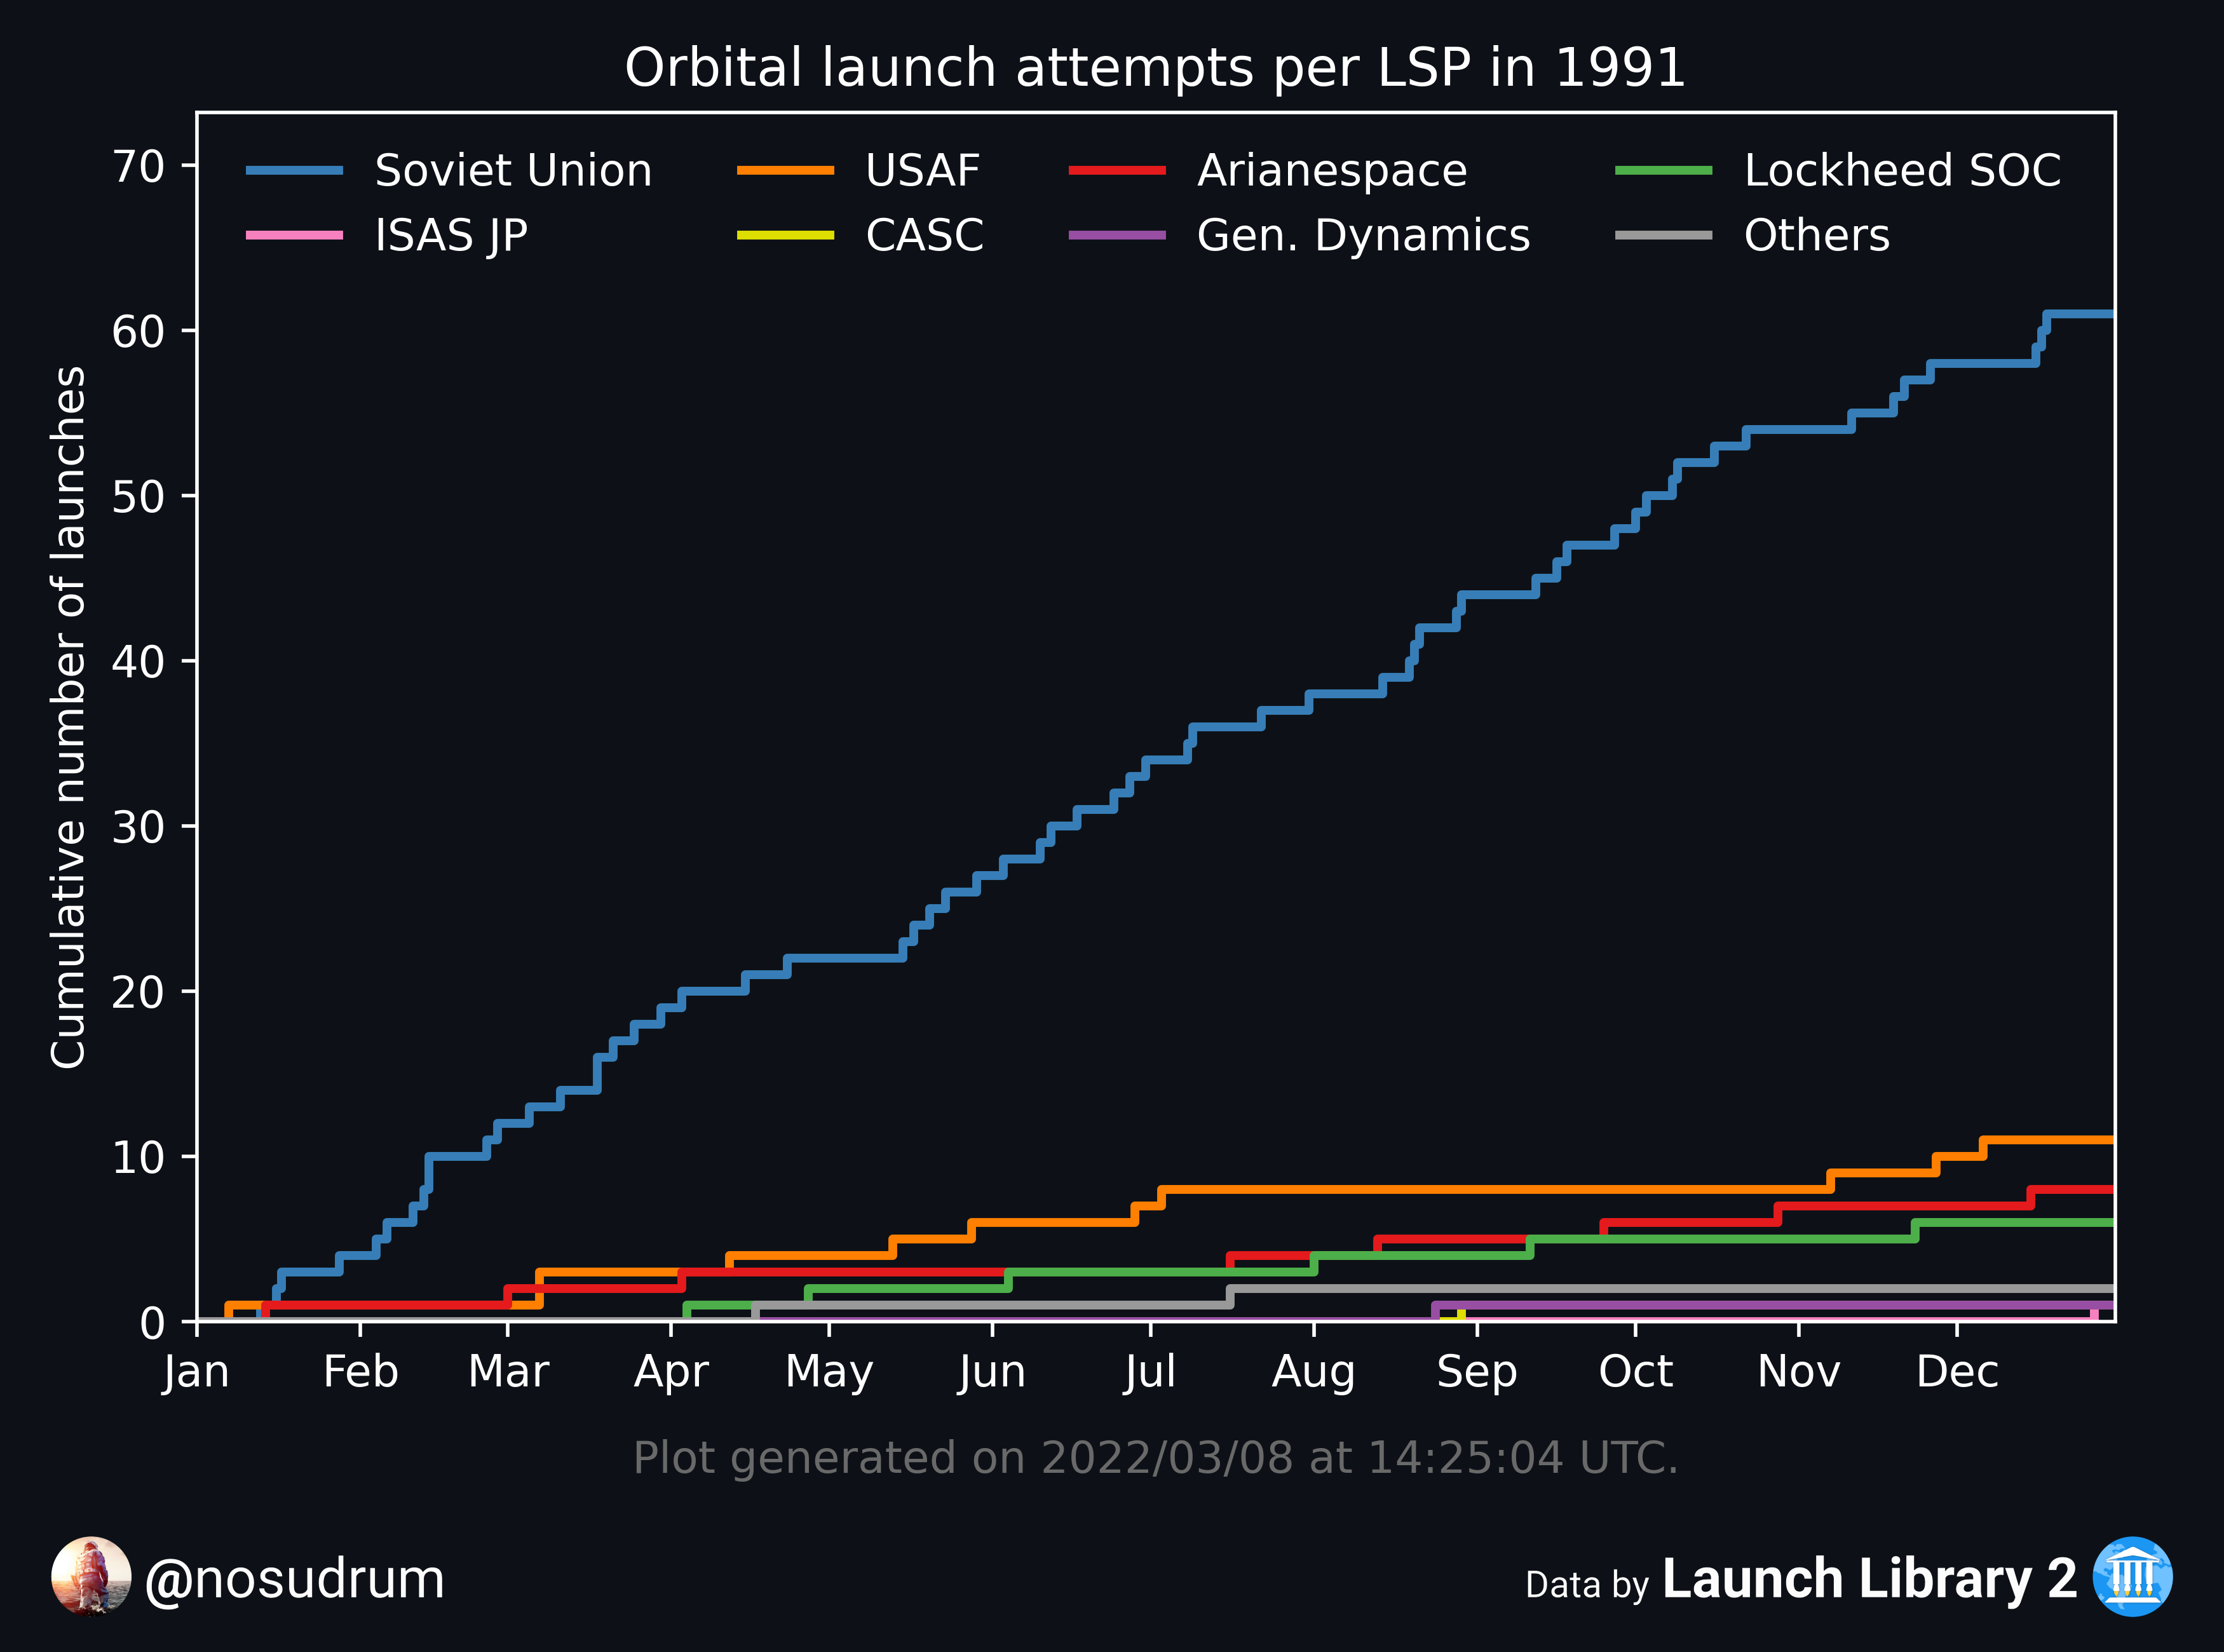 Orbital launch attempts per LSP in 1991
Soviet Union
USAF
Arianespace
Lockheed SOC
ISAS JP
CASC
Gen. Dynamics
Others
Cumulative number of launches
70
60
50
40
30
20
10
0
Jan Feb Mar Apr May Jun Jul Aug Sep Oct Nov Dec
Plot generated on 2022/03/08 at 14:25:04 UTC.
@nosudrum
Data by Launch Library 2